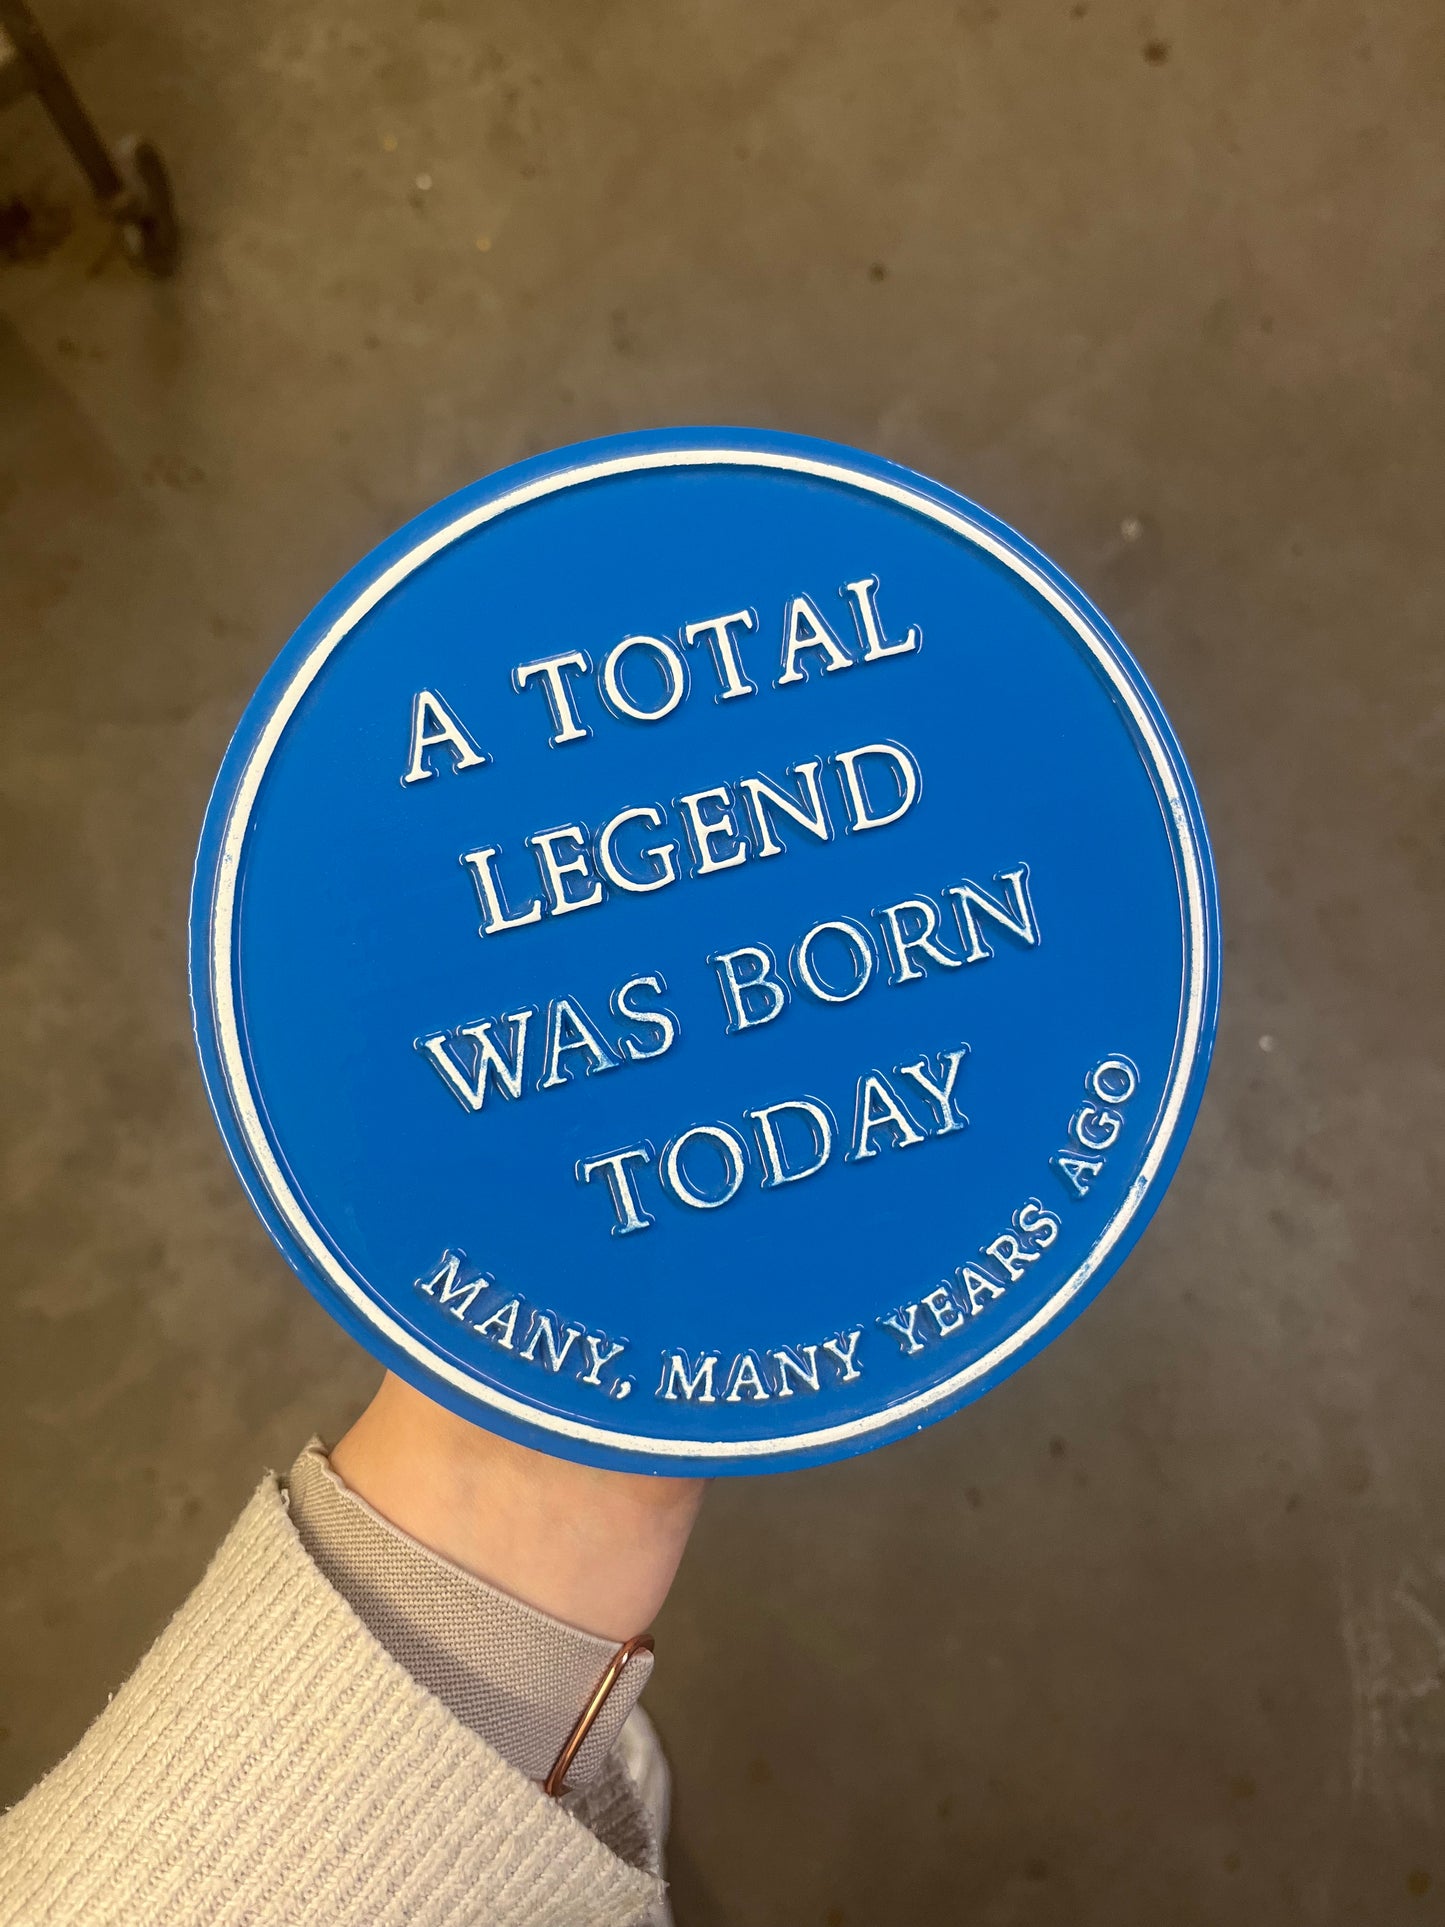 A TOTAL
LEGEND
WAS BORN
TODAY
MANY, MANY YEARS AGO